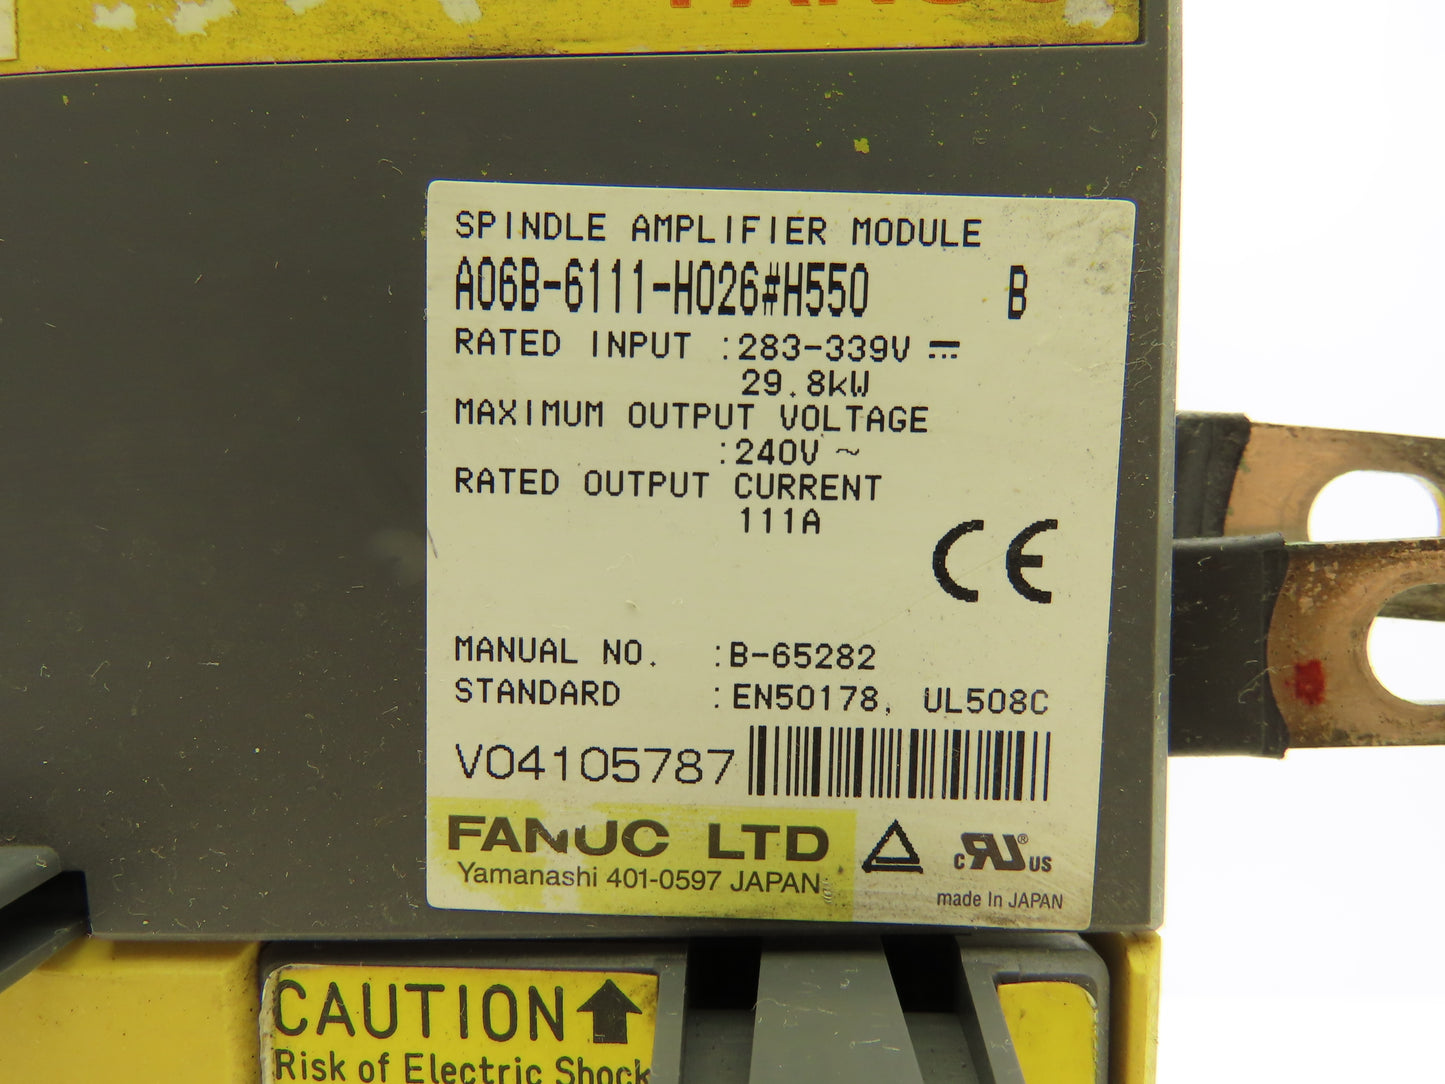 SPINDLE AMPLIFIER MODULE
A06B-6111-H026#H550 B
RATED INPUT :283-339V ⎓
29.8kW
MAXIMUM OUTPUT VOLTAGE
:240V ~
RATED OUTPUT CURRENT
111A
CE
MANUAL NO. :B-65282
STANDARD :EN50178, UL508C
V04105787
FANUC LTD
Yamanashi 401-0597 JAPAN
c RU ® US
made In JAPAN
CAUTION
Risk of Electric Shock